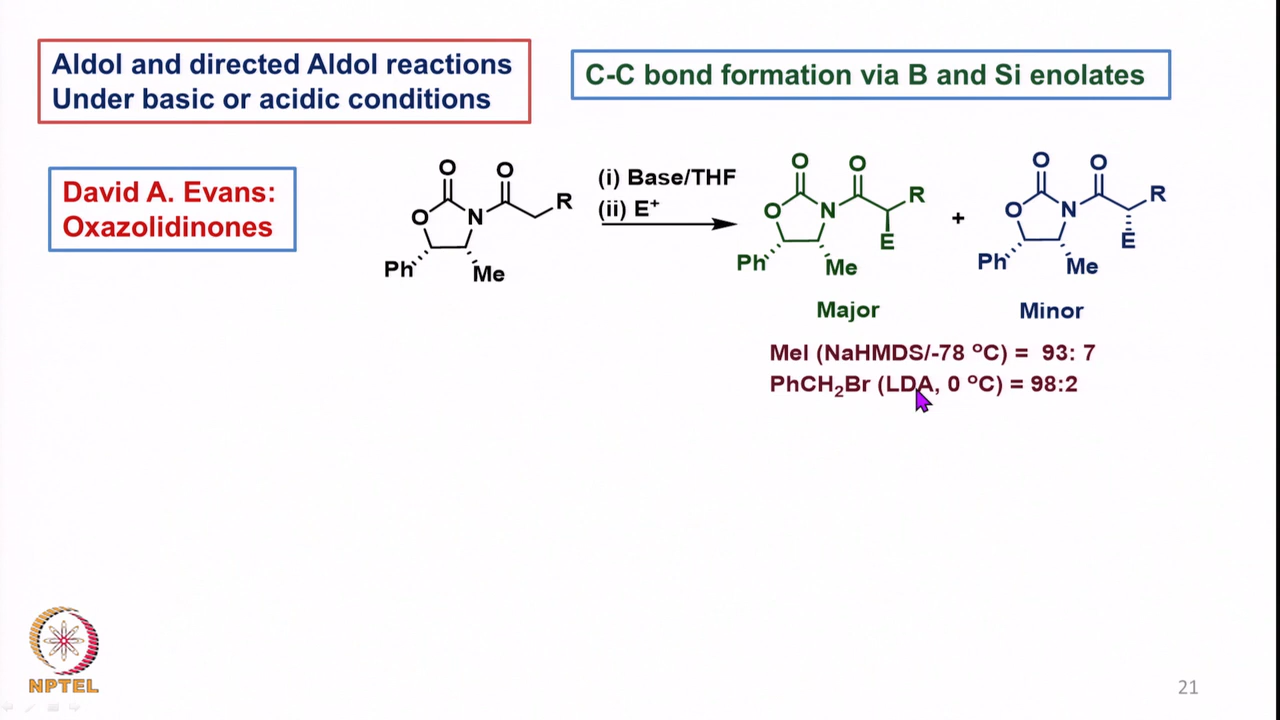 Aldol and directed Aldol reactions
Under basic or acidic conditions
C-C bond formation via B and Si enolates
David A. Evans:
Oxazolidinones
O
O
O
N
R
Ph
Me
(i) Base/THF
(ii) E⁺
O
O
O
N
R
E
Ph
Me
+
O
O
O
N
R
E
Ph
Me
Major
Minor
MeI (NaHMDS/-78 ºC) = 93: 7
PhCH₂Br (LDA, 0 ºC) = 98:2
NPTEL
21